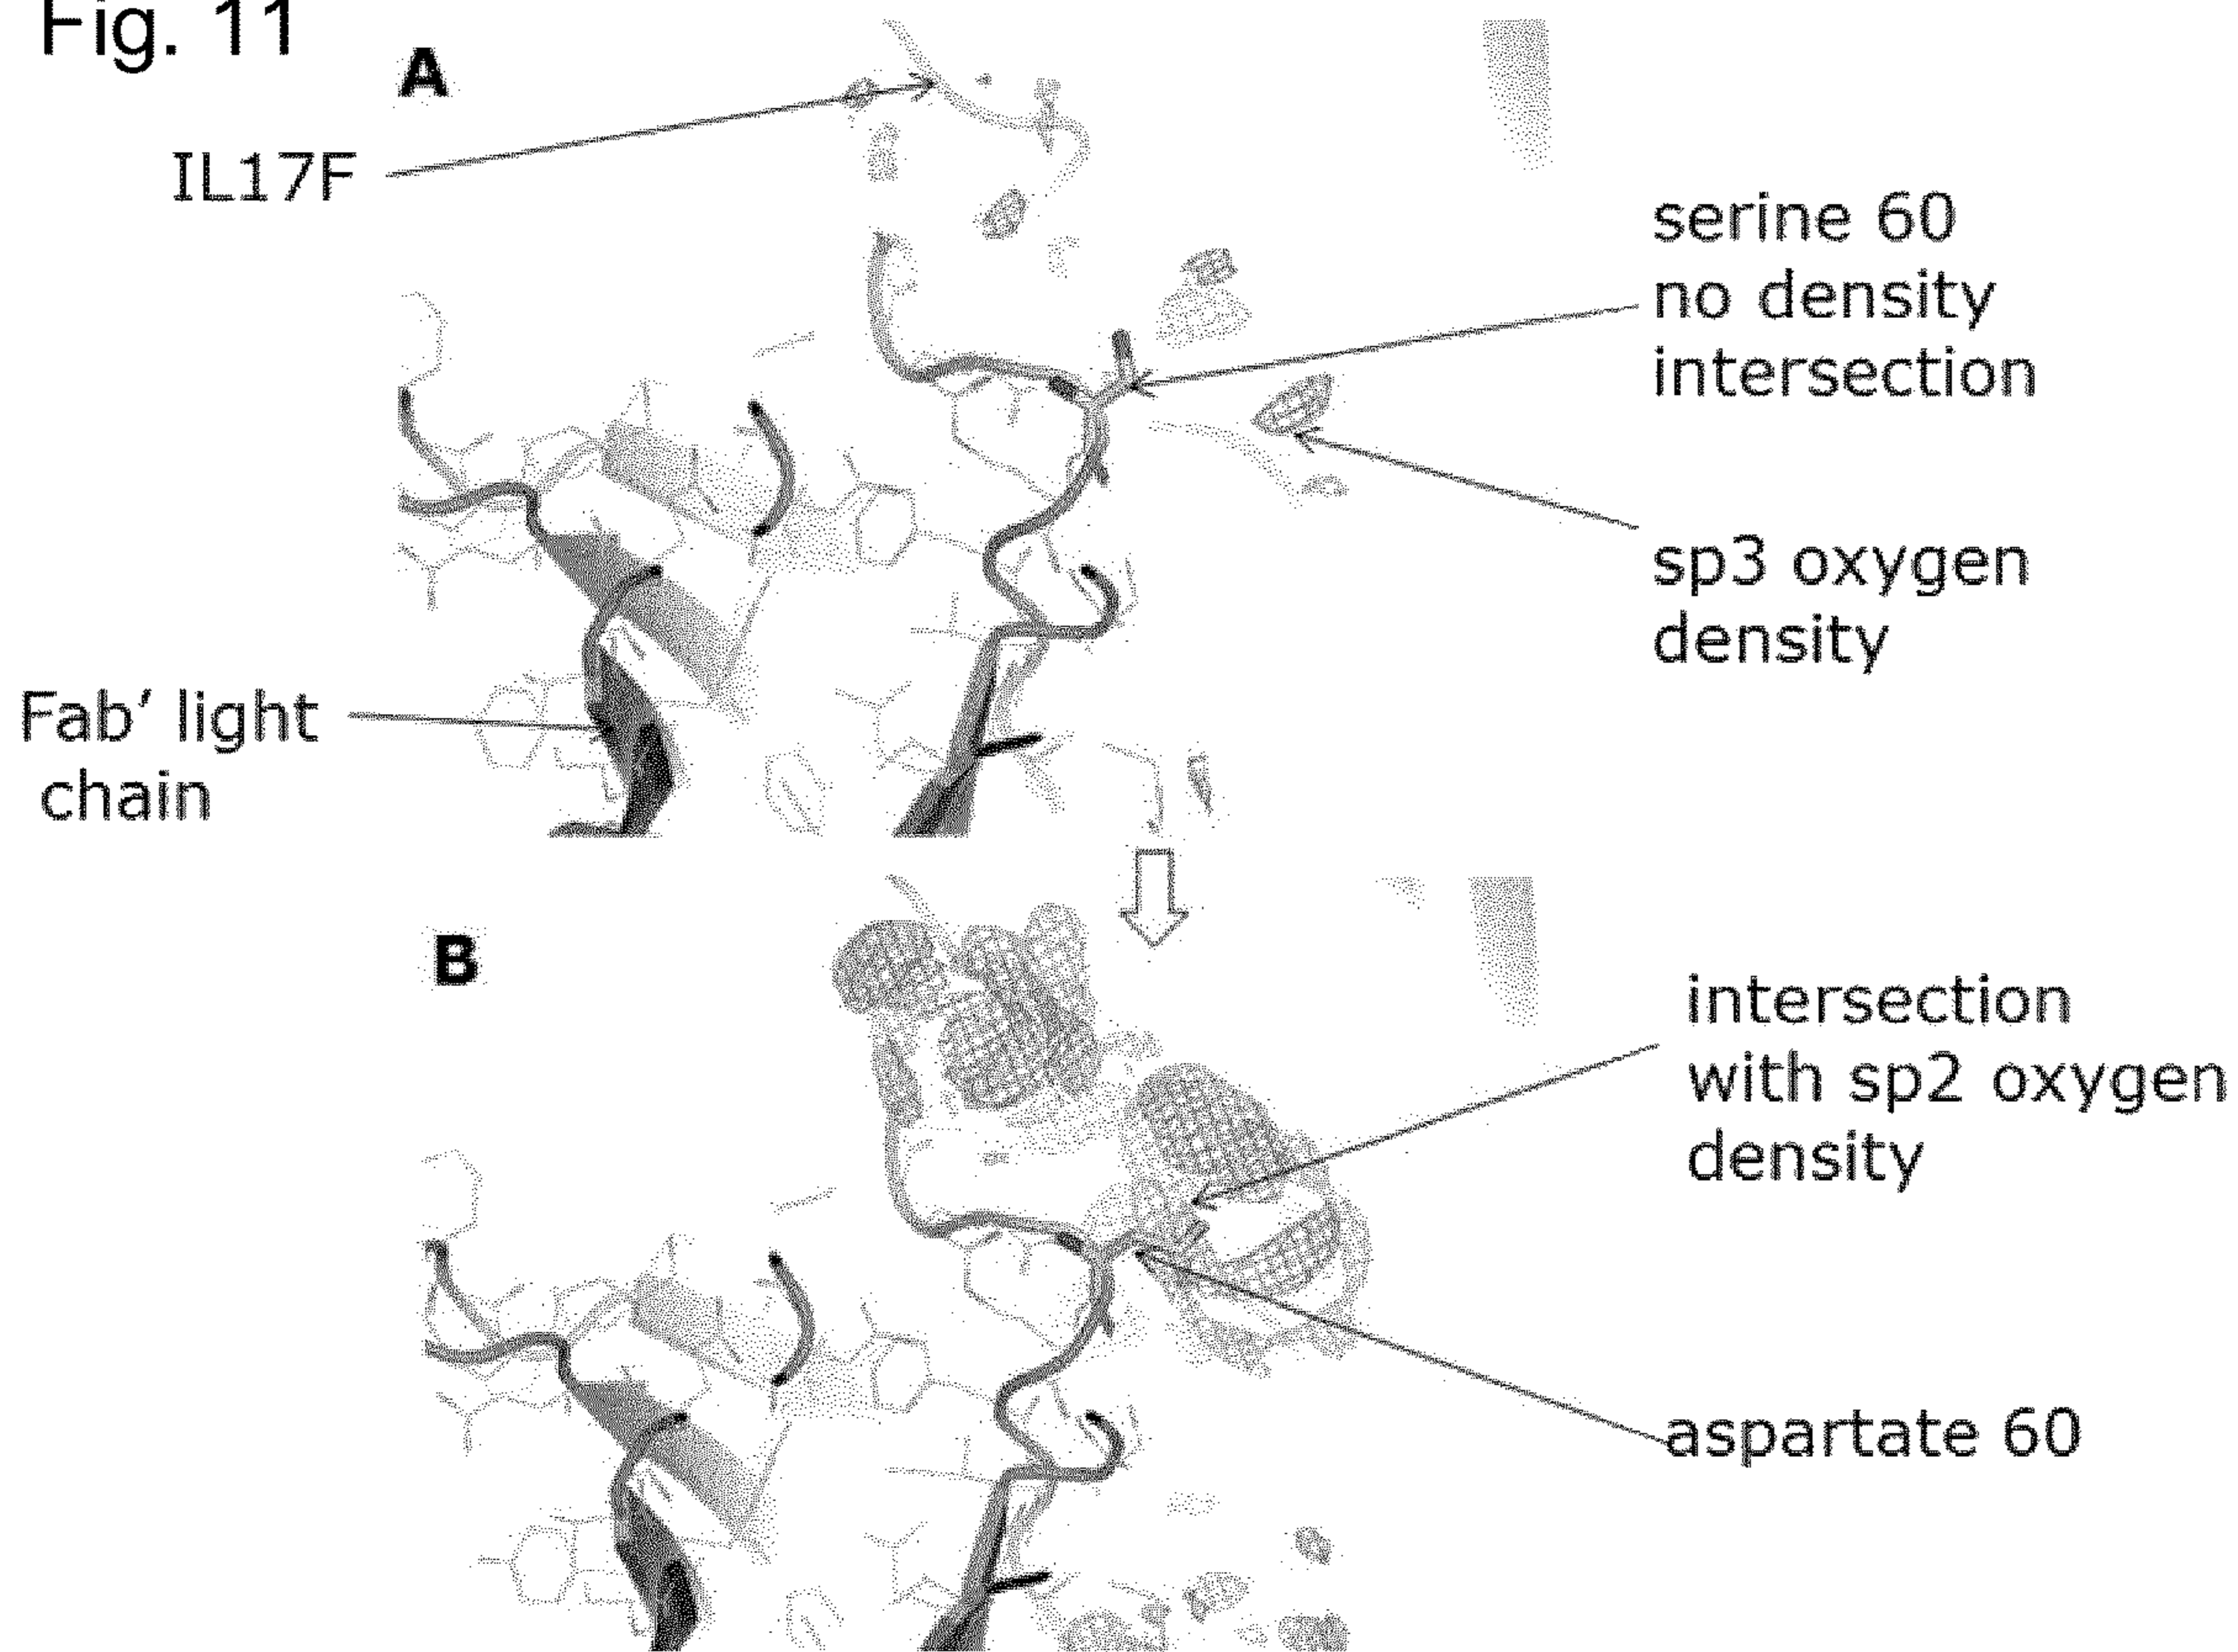 Fig. 11
A
IL17F
serine 60
no density
intersection
sp3 oxygen
density
Fab’ light
chain
B
intersection
with sp2 oxygen
density
aspartate 60